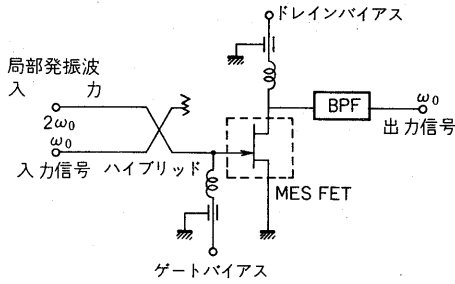 ドレインバイアス
局部発振波
入 力
2ω₀
ω₀
入力信号
ハイブリッド
BPF
ω₀
出力信号
MES FET
ゲートバイアス